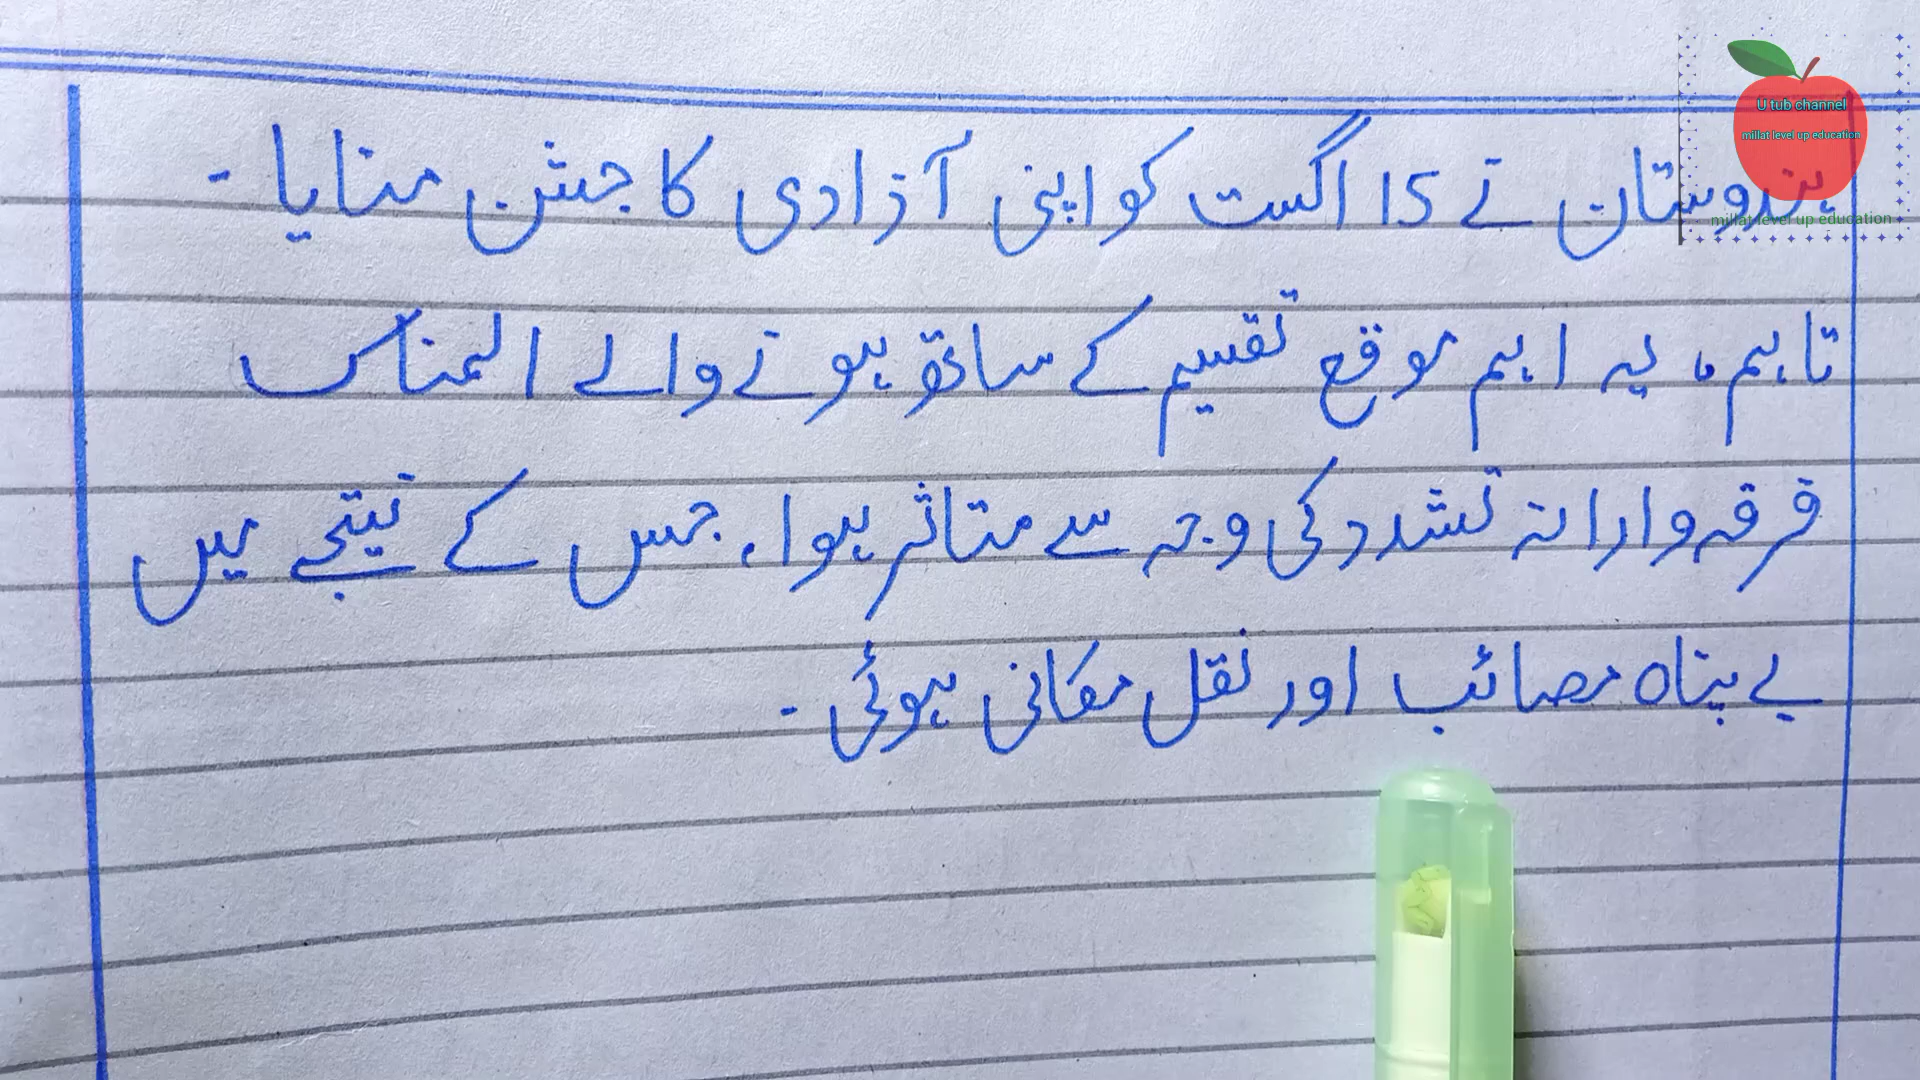 U tub channel
millat level up education
millat level up education
ہندوستان نے 15 اگست کو اپنی آزادی کا جشن منایا۔
تاہم، یہ اہم موقع تقسیم کے ساتھ ہونے والے المناک
فرقہ وارانہ تشدد کی وجہ سے متاثر ہوا، جس کے نتیجے میں
بے پناہ مصائب اور نقل مکانی ہوئی۔